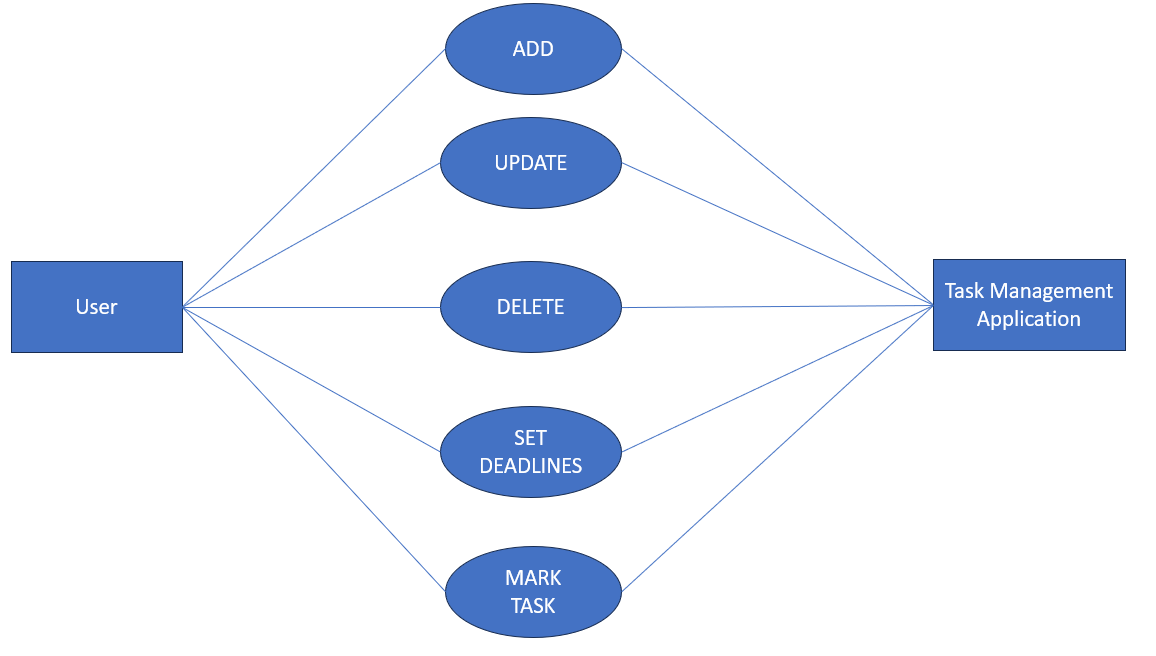 ADD
UPDATE
User
DELETE
Task Management
Application
SET
DEADLINES
MARK
TASK